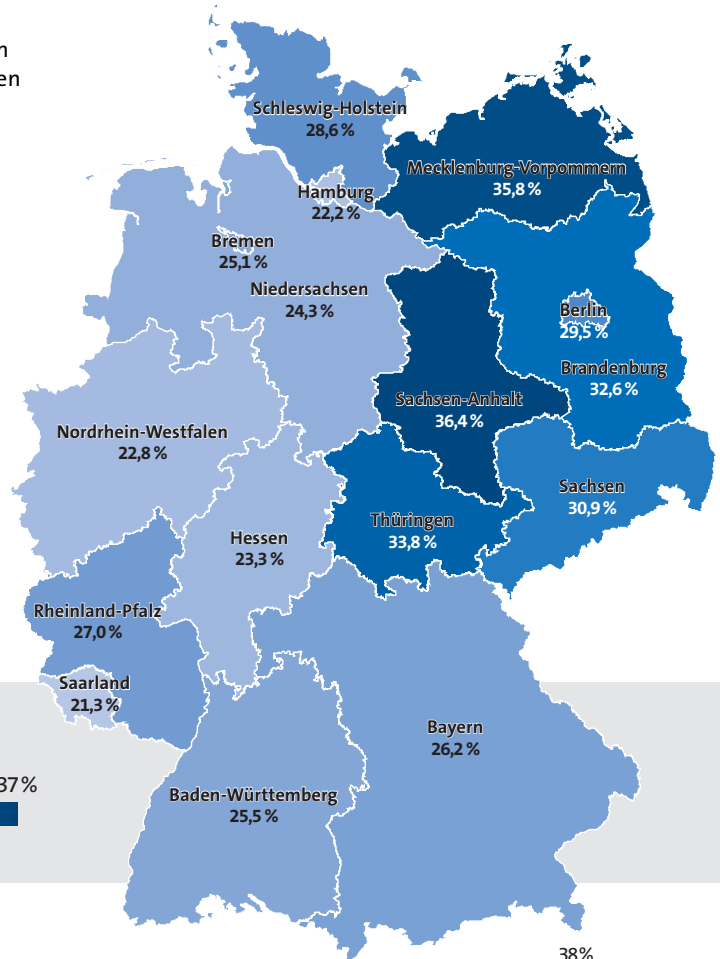 n
en
Schleswig-Holstein
28,6 %
Mecklenburg-Vorpommern
35,8 %
Hamburg
22,2 %
Bremen
25,1 %
Niedersachsen
24,3 %
Berlin
29,5 %
Brandenburg
32,6 %
Sachsen-Anhalt
36,4 %
Nordrhein-Westfalen
22,8 %
Sachsen
30,9 %
Thüringen
33,8 %
Hessen
23,3 %
Rheinland-Pfalz
27,0 %
Saarland
21,3 %
Bayern
26,2 %
37 %
Baden-Württemberg
25,5 %
38%